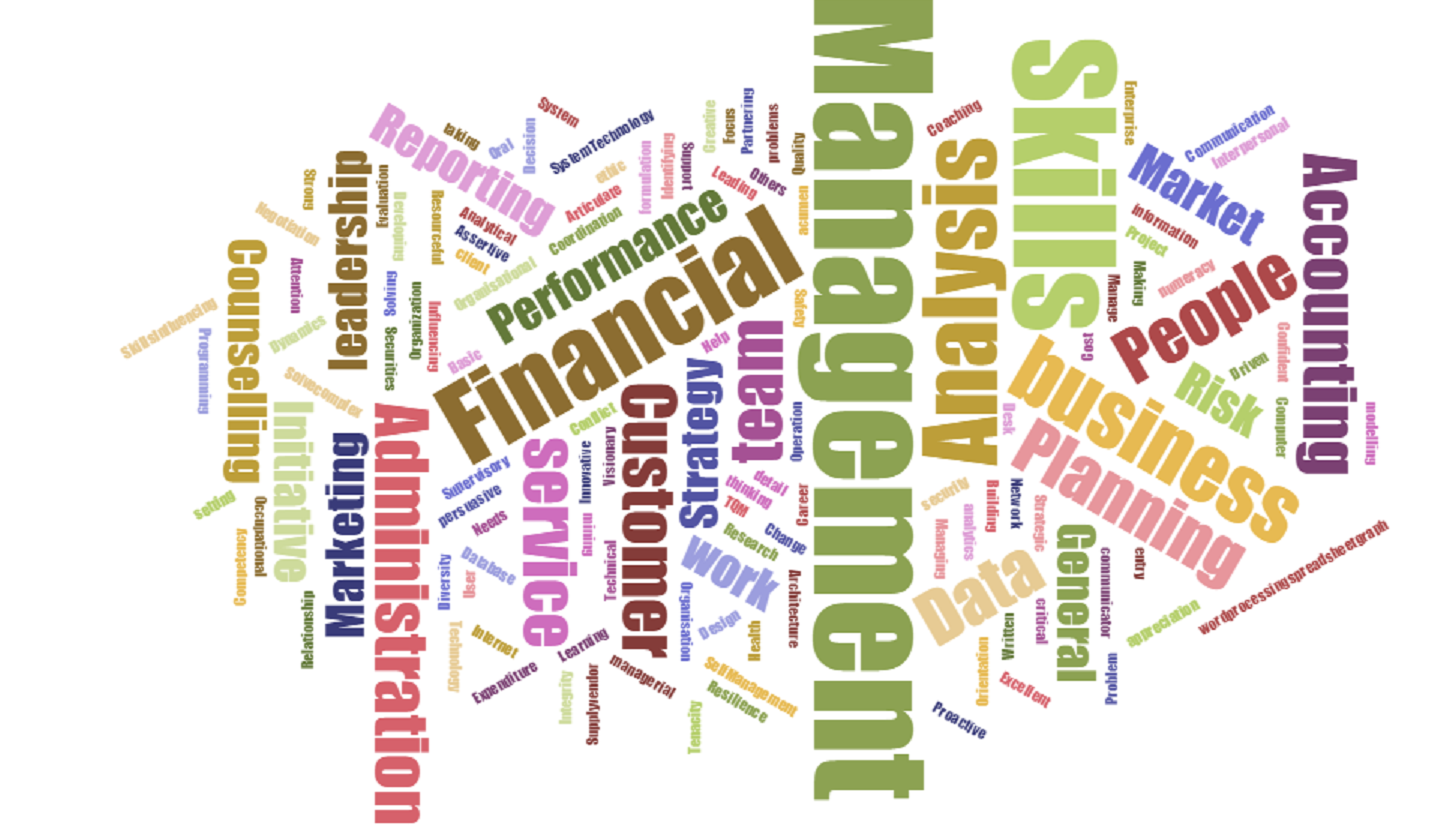 Management
Skills
Financial
Analysis
Accounting
Administration
business
Planning
People
Customer
Performance
Reporting
leadership
Counselling
Initiative
Marketing
service
Strategy
team
work
Data
General
Market
Risk
System
SystemTechnology
taking
Oral
Decision
critic
Creative
Focus
Partnering
problems
Quality
Coaching
Enterprise
Communication
Interpersonal
Strong
Negotiation
Evaluation
Developing
Resourceful
Analytical
Assertive
client
Articulate
Coordination
formulation
Identifying
Support
Leading
Others
acumen
information
Project
numeracy
Making
Manage
Cost
Attention
Solving
Organization
Influencing
Organisational
Basic
Safety
Help
Skillsinfluencing
Programming
Dynamics
Securities
Solvecomplex
Conflict
Driven
Confident
Computer
modelling
Desk
Operation
Visionary
Innovative
Supervisory
persuasive
Needs
mining
Technical
detail
thinking
TQM
Career
Research
Change
security
Building
Network
Managing
analytics
Strategic
communicator
entry
wordprocessingspreadsheetgraph
appreciation
solving
Competency
Occupational
Relationship
Diversity
User
Database
Technology
Internet
Learning
Expenditure
Integrity
Supplyvendor
managerial
Organisation
Design
Health
Architecture
SelfManagement
Resilience
Tenacity
Orientation
Written
critical
Excellent
Problem
Proactive